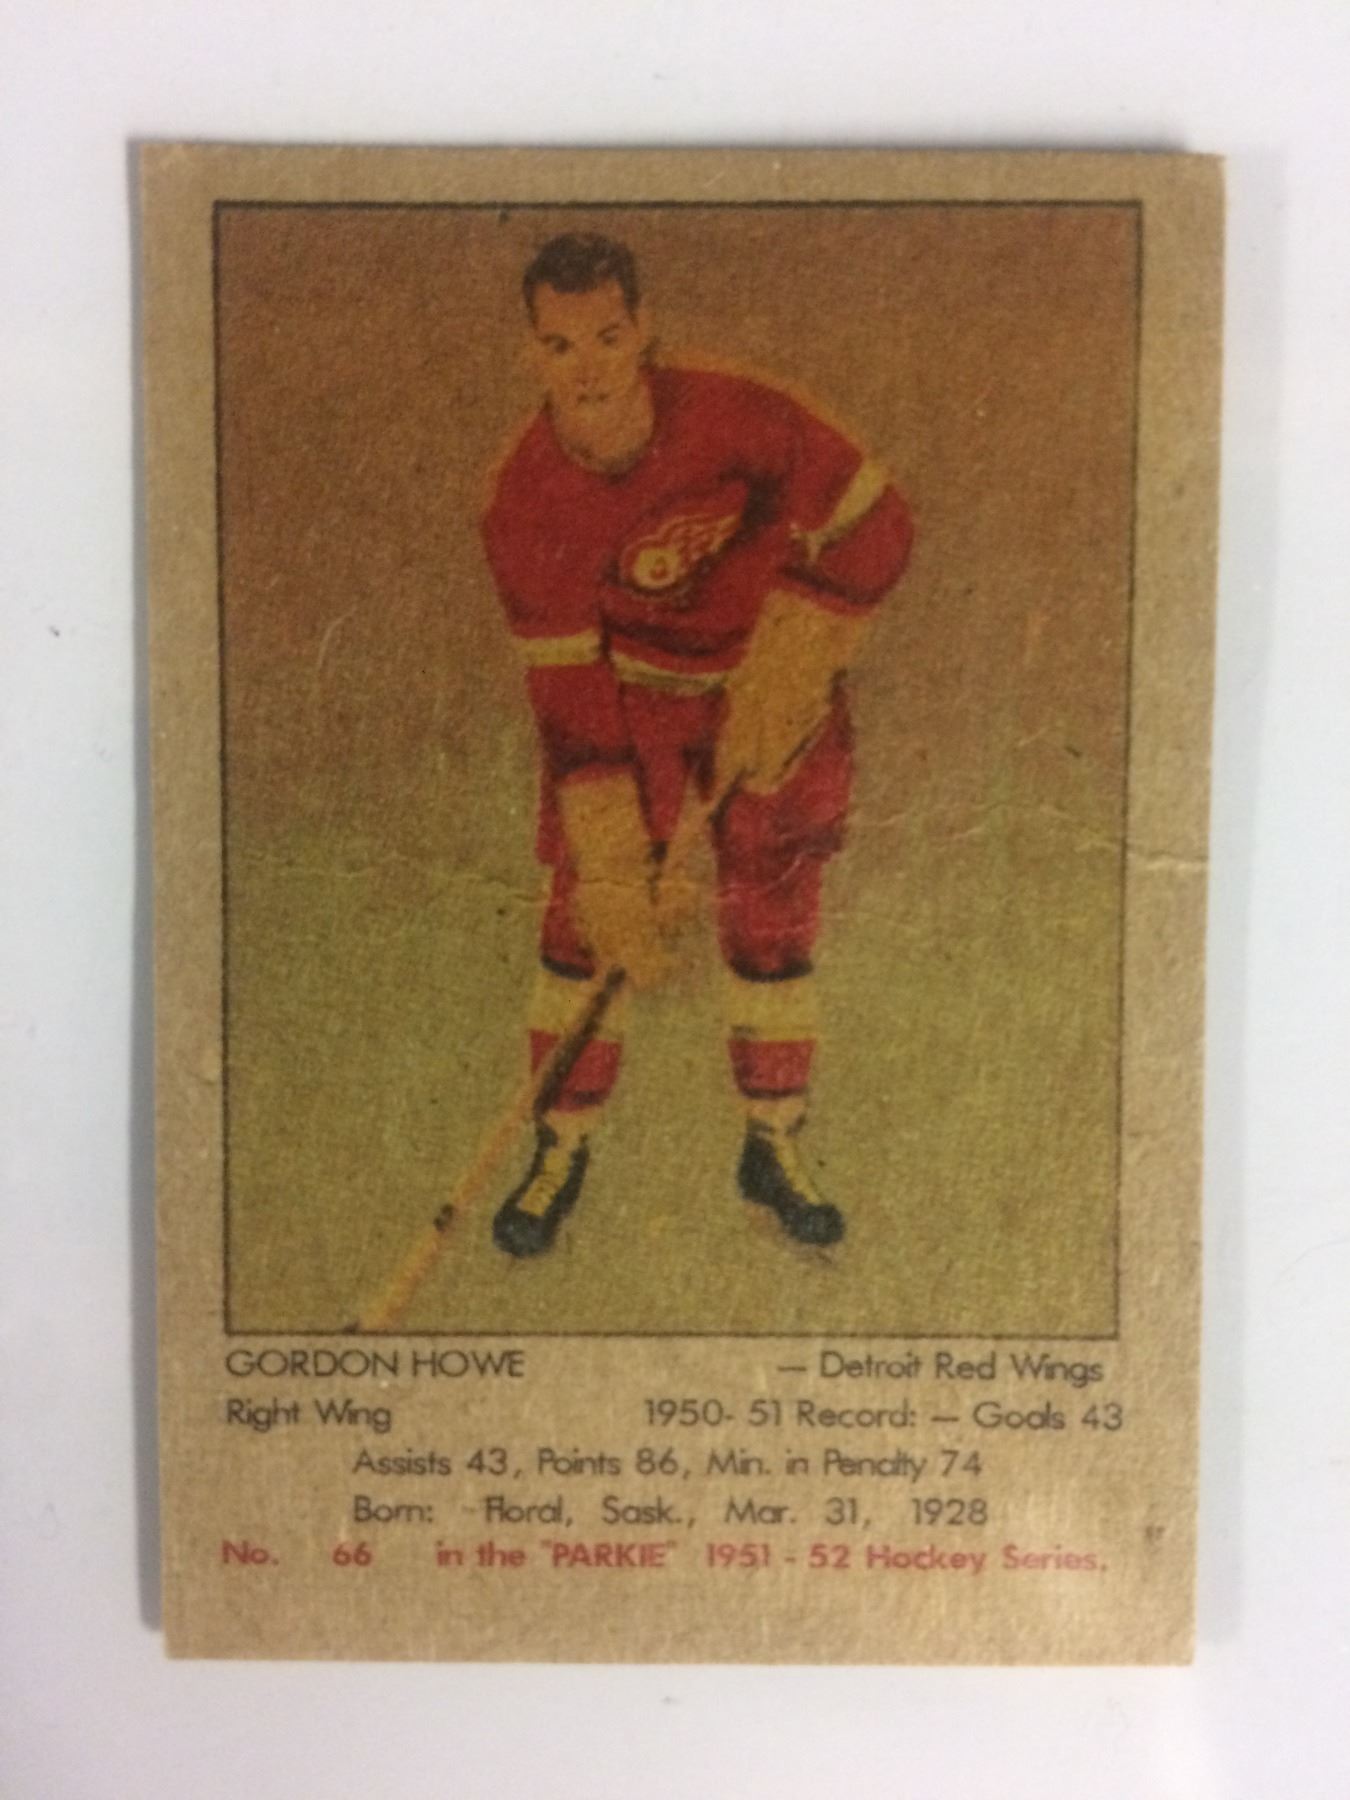 GORDON HOWE — Detroit Red Wings
Right Wing 1950- 51 Record: — Goals 43
Assists 43, Points 86, Min. in Penalty 74
Born: Floral, Sask., Mar. 31, 1928
No. 66 in the "PARKIE" 1951 - 52 Hockey Series.